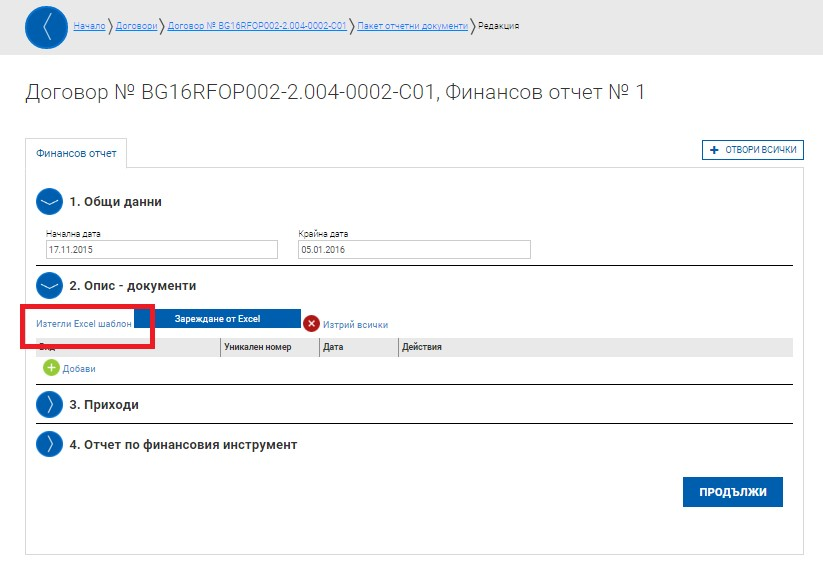 Начало Договори Договор № BG16RFOP002-2.004-0002-C01 Пакет отчетни документи Редакция
Договор № BG16RFOP002-2.004-0002-C01, Финансов отчет № 1
Финансов отчет
+ ОТВОРИ ВСИЧКИ
1. Общи данни
Начална дата Крайна дата
17.11.2015 05.01.2016
2. Опис - документи
Изтегли Excel шаблон Зареждане от Excel Изтрий всички
Вид Уникален номер Дата Действия
Добави
3. Приходи
4. Отчет по финансовия инструмент
ПРОДЪЛЖИ